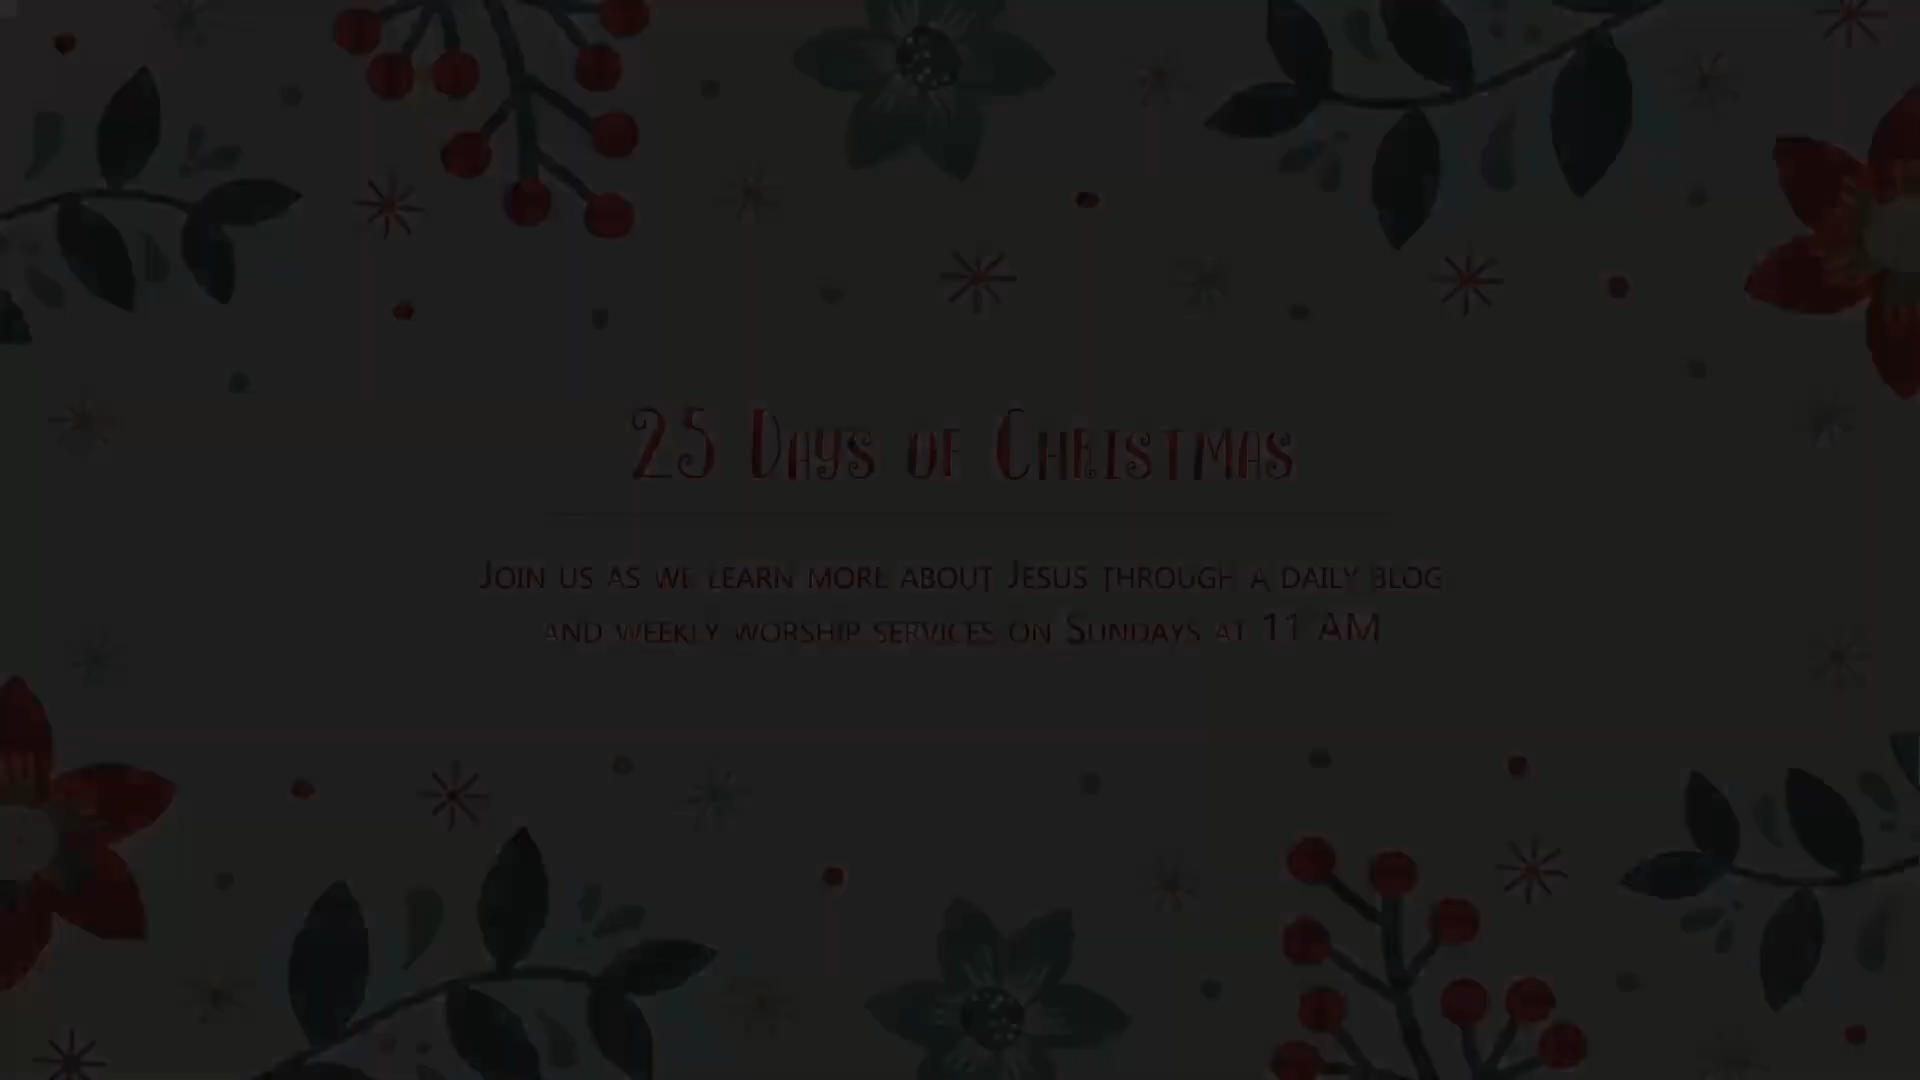 25 Days of Christmas
Join us as we learn more about Jesus through a daily blog
and weekly worship services on Sundays at 11 AM